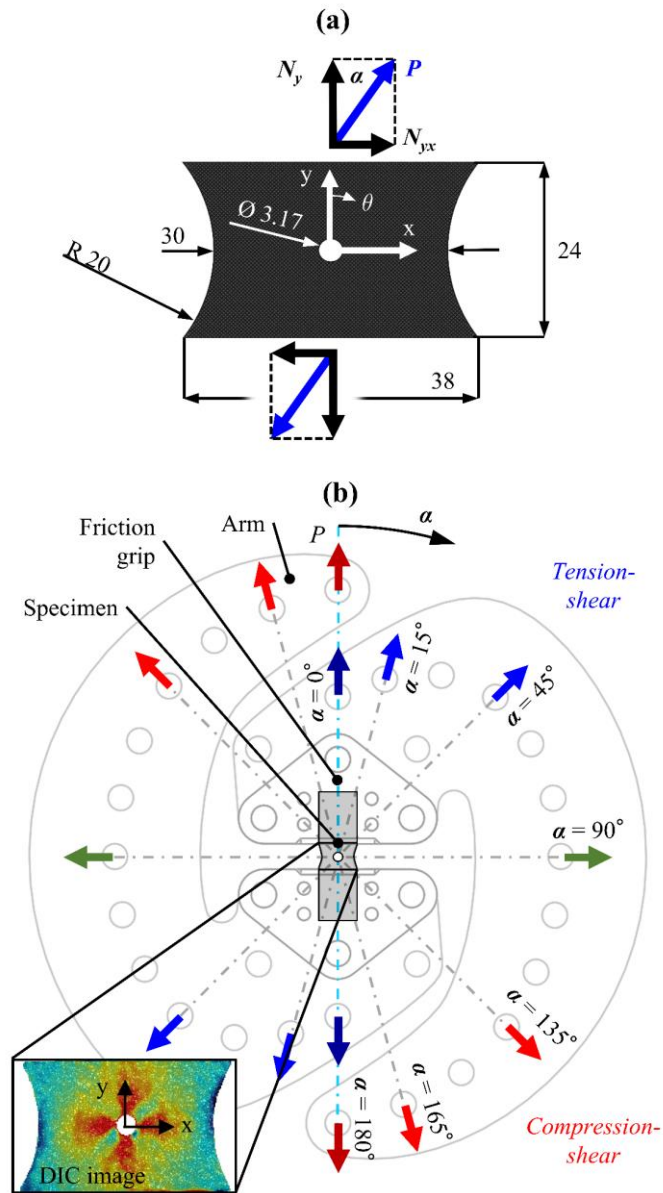 (a)
N_y
α
P
N_yx
y
θ
Ø 3.17
x
30
24
R 20
38
(b)
Friction
grip
Arm
P
α
Specimen
Tension-
shear
α = 0°
α = 15°
α = 45°
α = 90°
α = 135°
α = 165°
α = 180°
Compression-
shear
y
x
DIC image